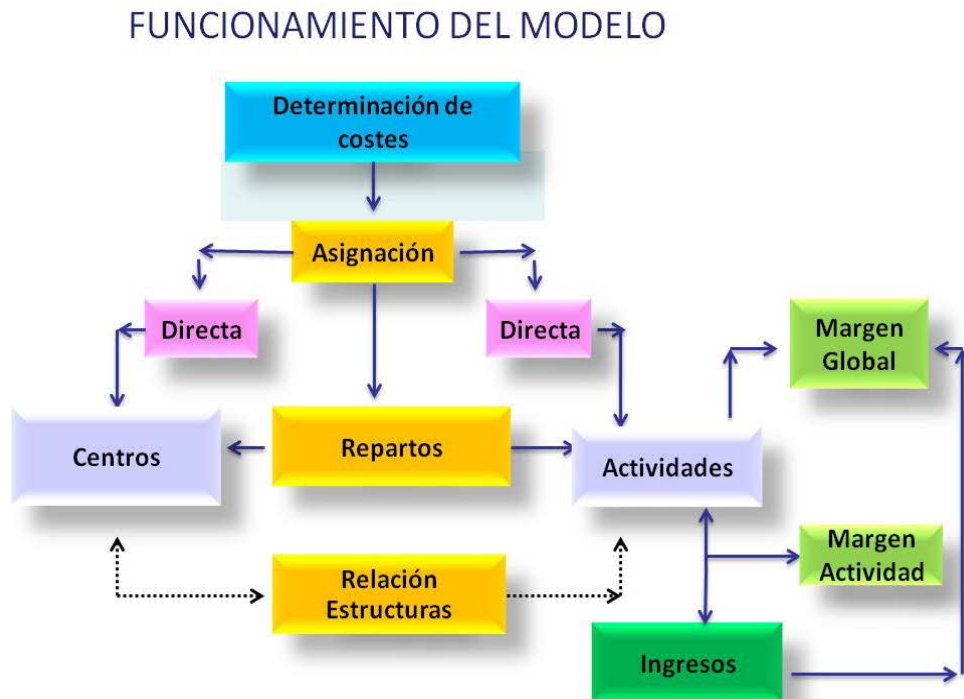 FUNCIONAMIENTO DEL MODELO
Determinación de
costes
Asignación
Directa
Directa
Margen
Global
Centros
Repartos
Actividades
Relación
Estructuras
Margen
Actividad
Ingresos